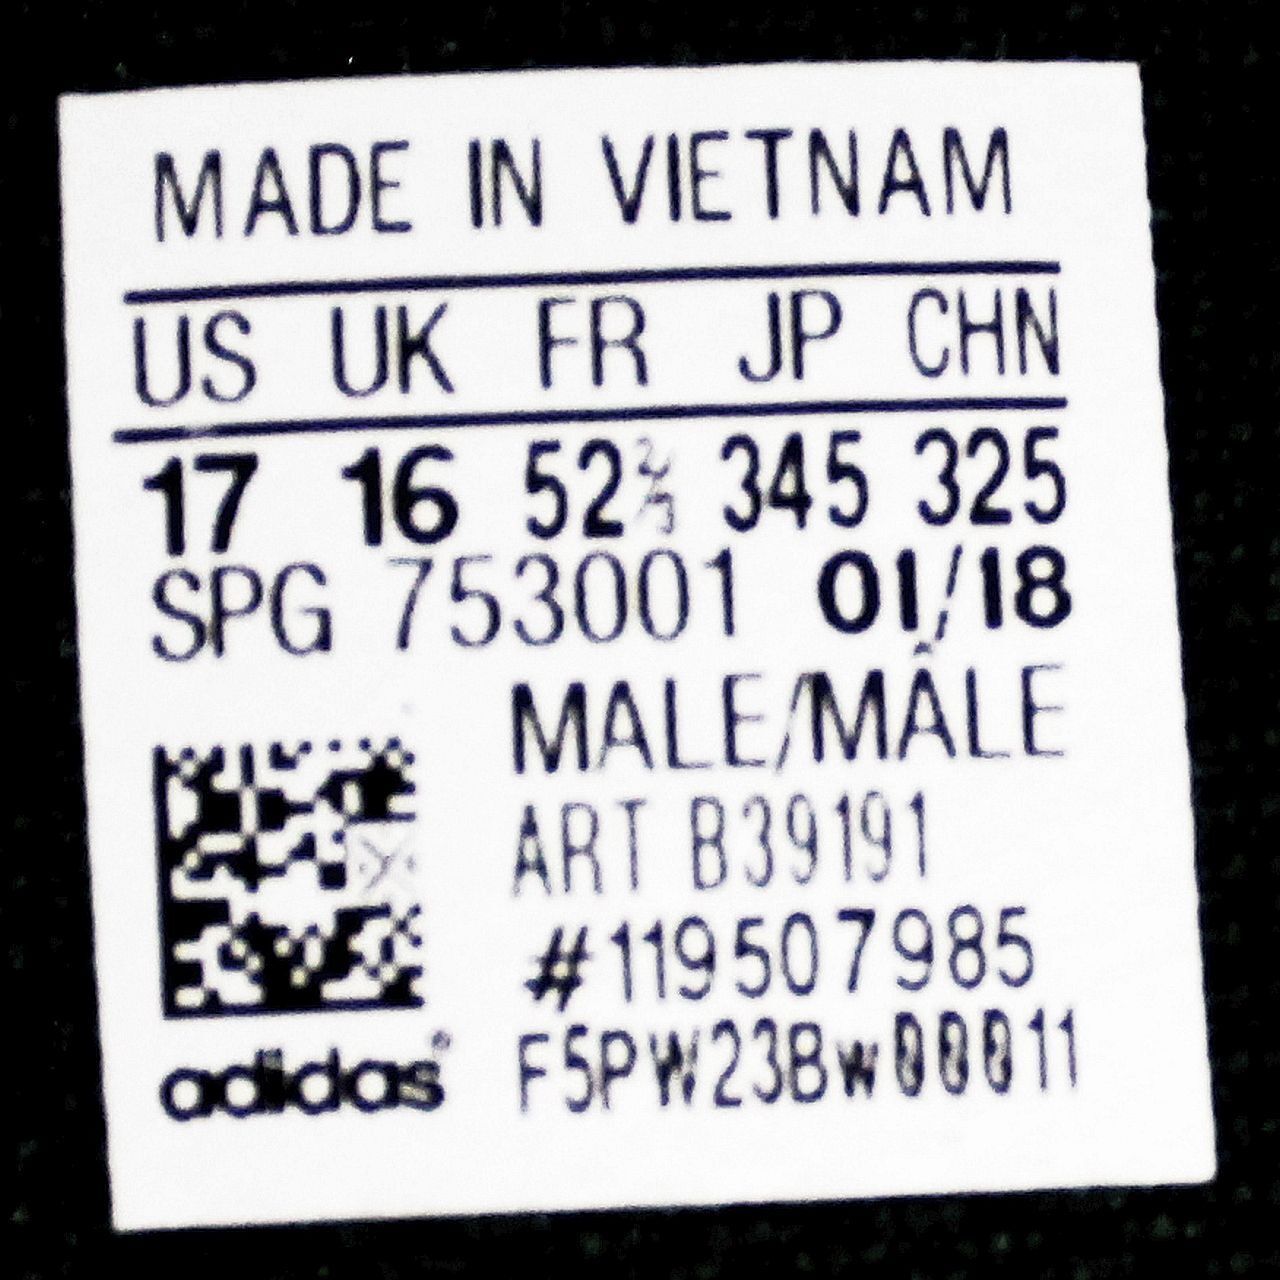 MADE IN VIETNAM
US UK FR JP CHN
17 16 52⅔ 345 325
SPG 753001 01/18
MALE/MÂLE
ART B39191
#119507985
F5PW23Bw00011
adidas®